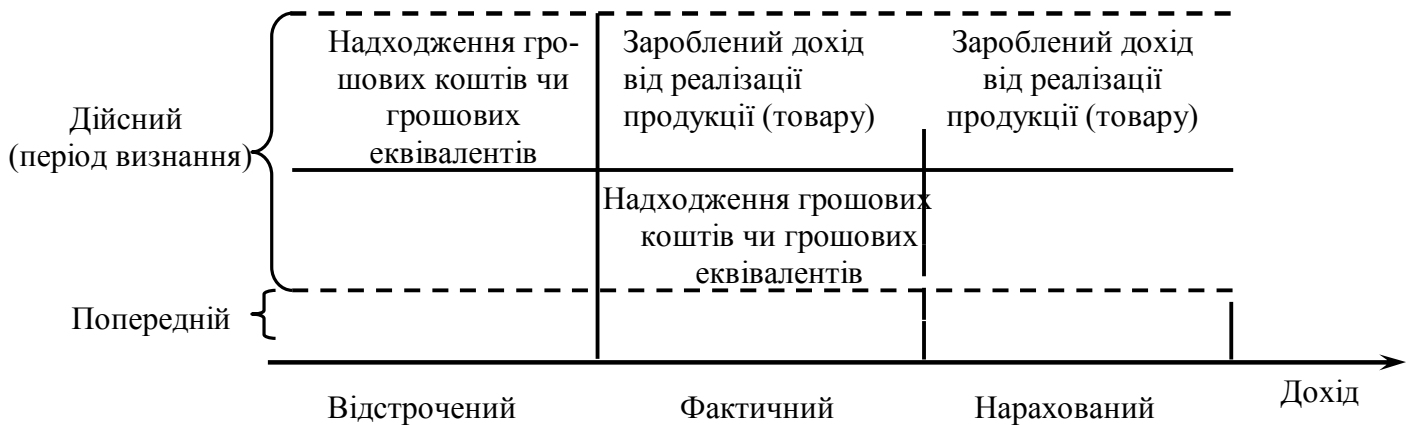 Надходження гро-
шових коштів чи
грошових
еквівалентів
Зароблений дохід
від реалізації
продукції (товару)
Зароблений дохід
від реалізації
продукції (товару)
Дійсний
(період визнання)
Надходження грошових
коштів чи грошових
еквівалентів
Попередній
Відстрочений
Фактичний
Нарахований
Дохід